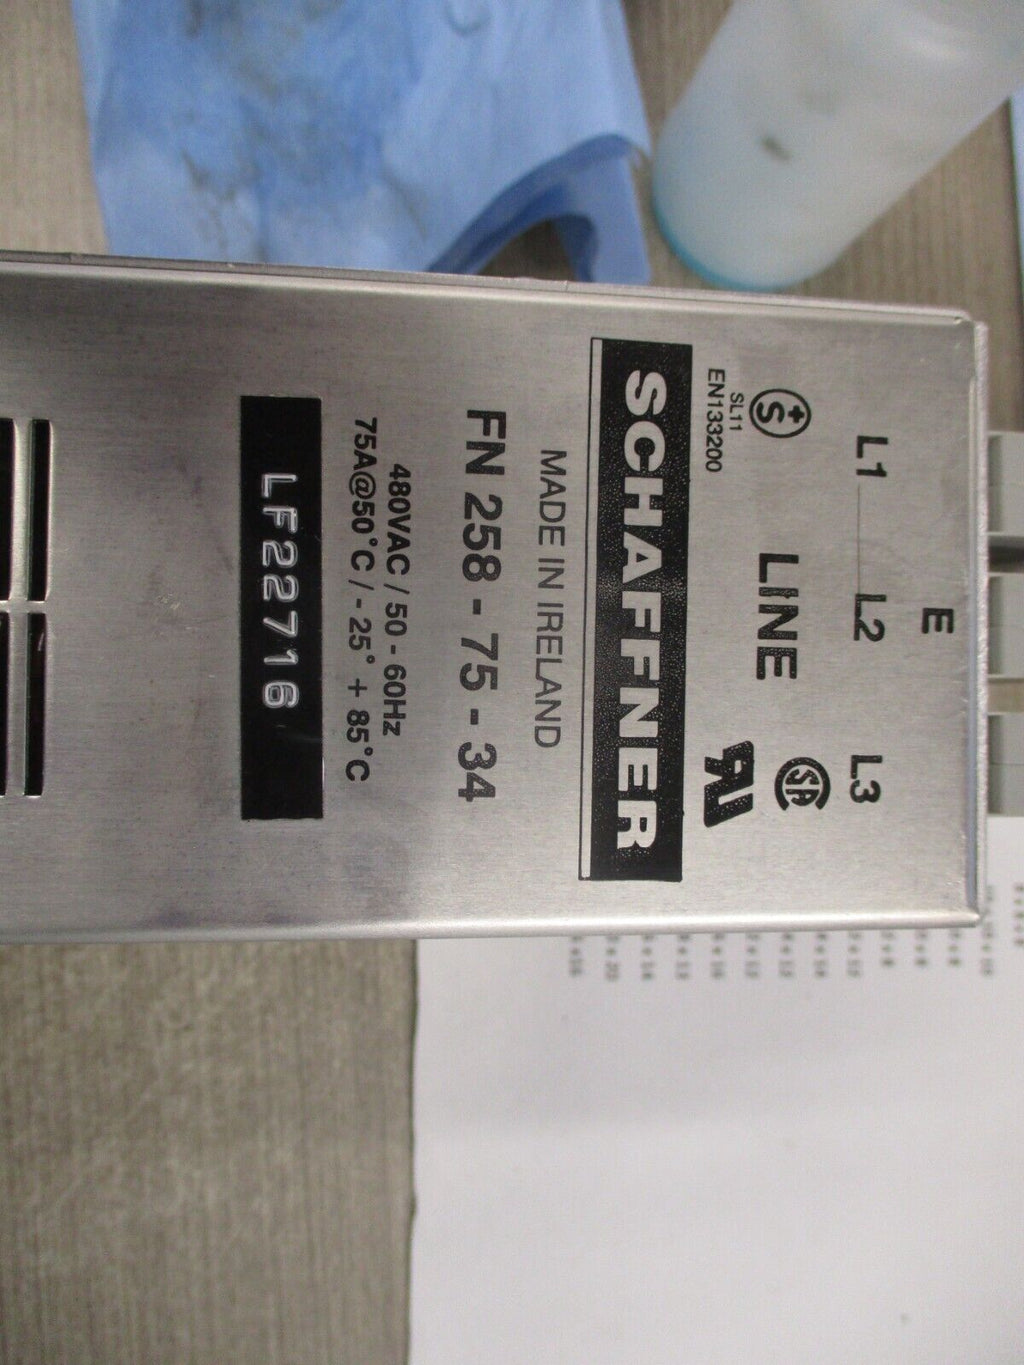 E
L1 L2 L3
LINE
S
SL11
EN133200
SA
SCHAFFNER
MADE IN IRELAND
FN 258 - 75 - 34
480VAC / 50 - 60Hz
75A@50°C / - 25° + 85°C
LF22716